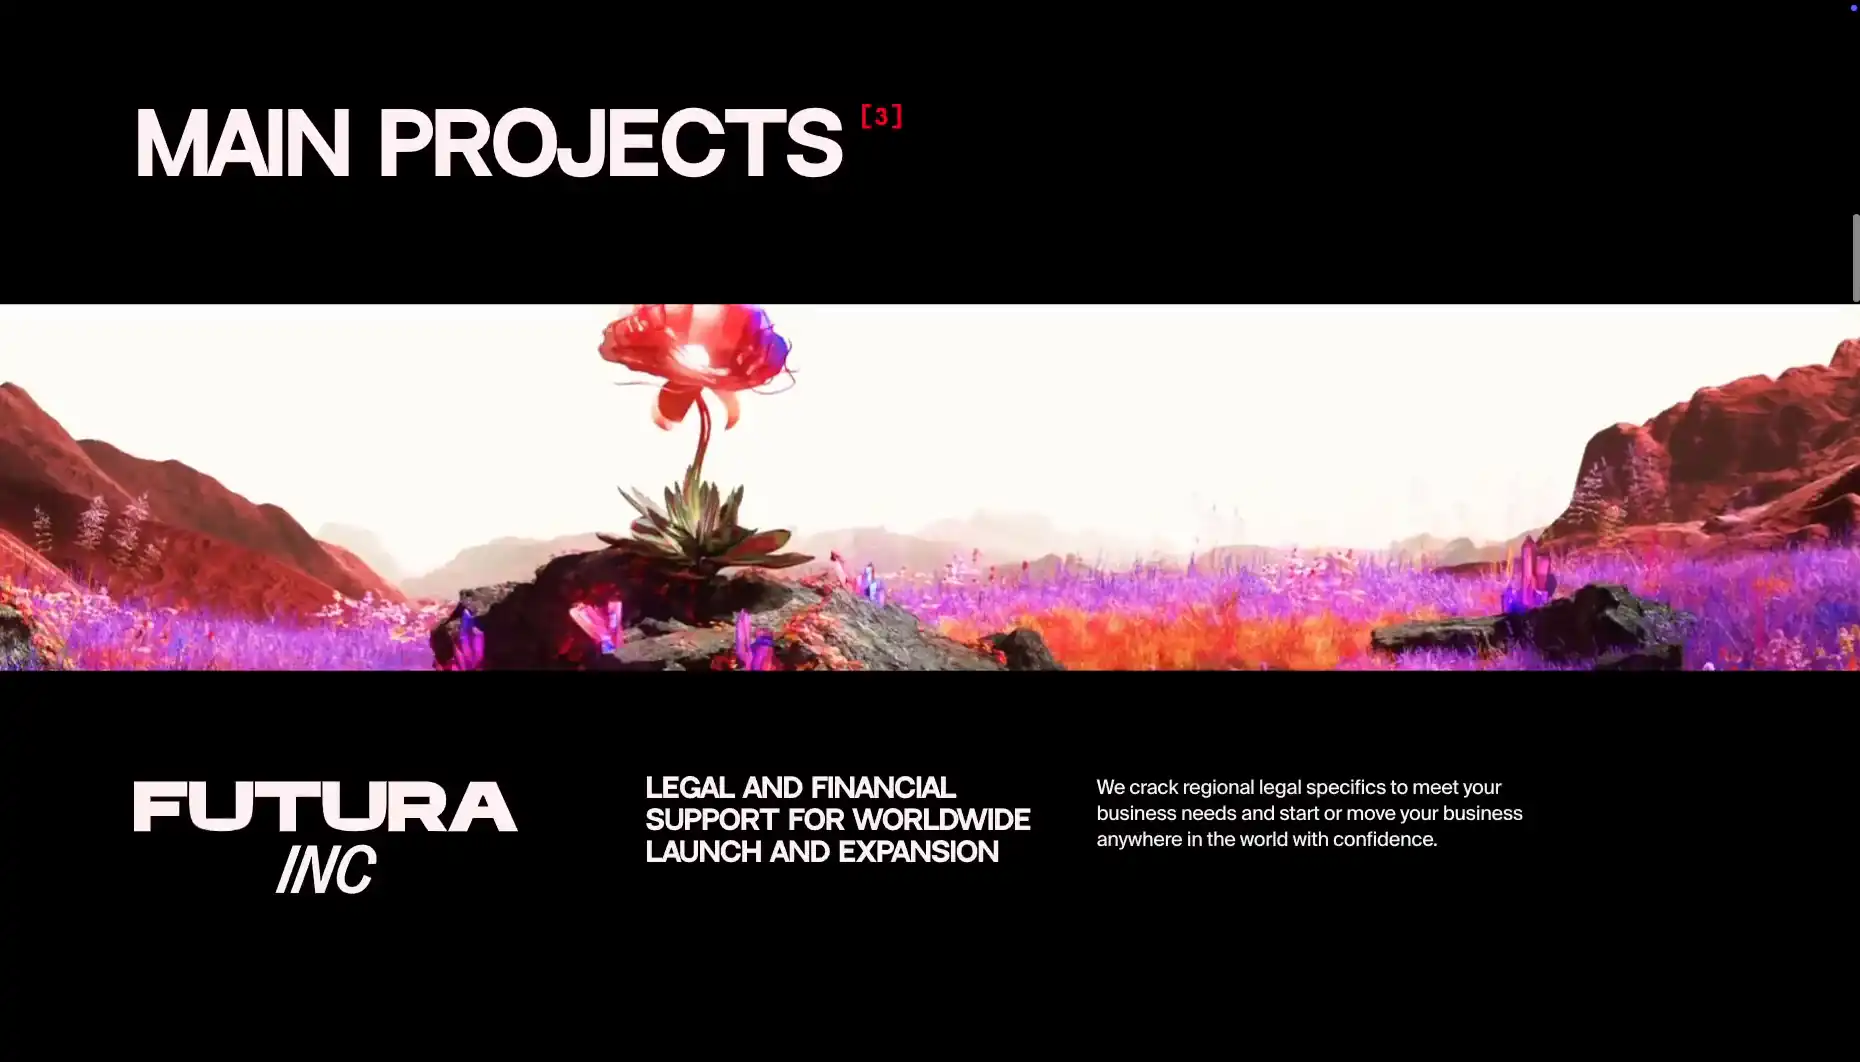 MAIN PROJECTS [3]
FUTURA
INC
LEGAL AND FINANCIAL
SUPPORT FOR WORLDWIDE
LAUNCH AND EXPANSION
We crack regional legal specifics to meet your
business needs and start or move your business
anywhere in the world with confidence.